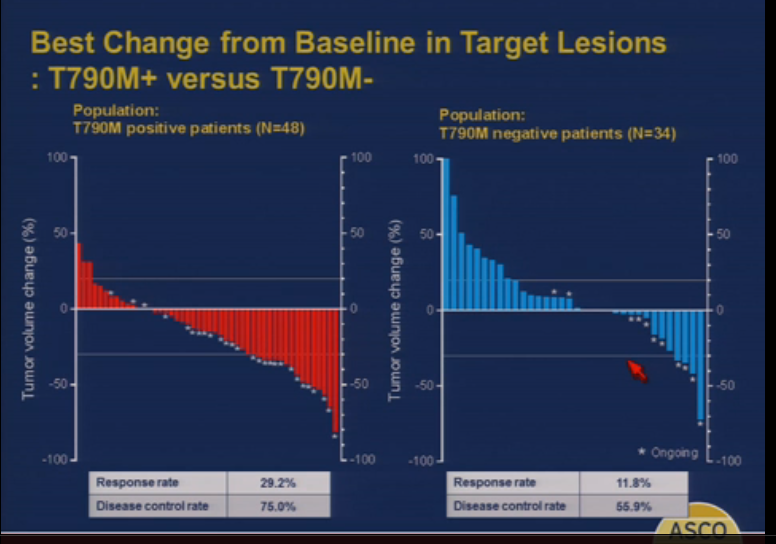 Best Change from Baseline in Target Lesions
: T790M+ versus T790M-
Population:
T790M positive patients (N=48)
Tumor volume change (%)
100
50
0
-50
-100
100
50
0
-50
-100
Response rate 29.2%
Disease control rate 75.0%
Population:
T790M negative patients (N=34)
Tumor volume change (%)
100
50
0
-50
-100
100
50
0
-50
-100
* Ongoing
Response rate 11.8%
Disease control rate 55.9%
ASCO